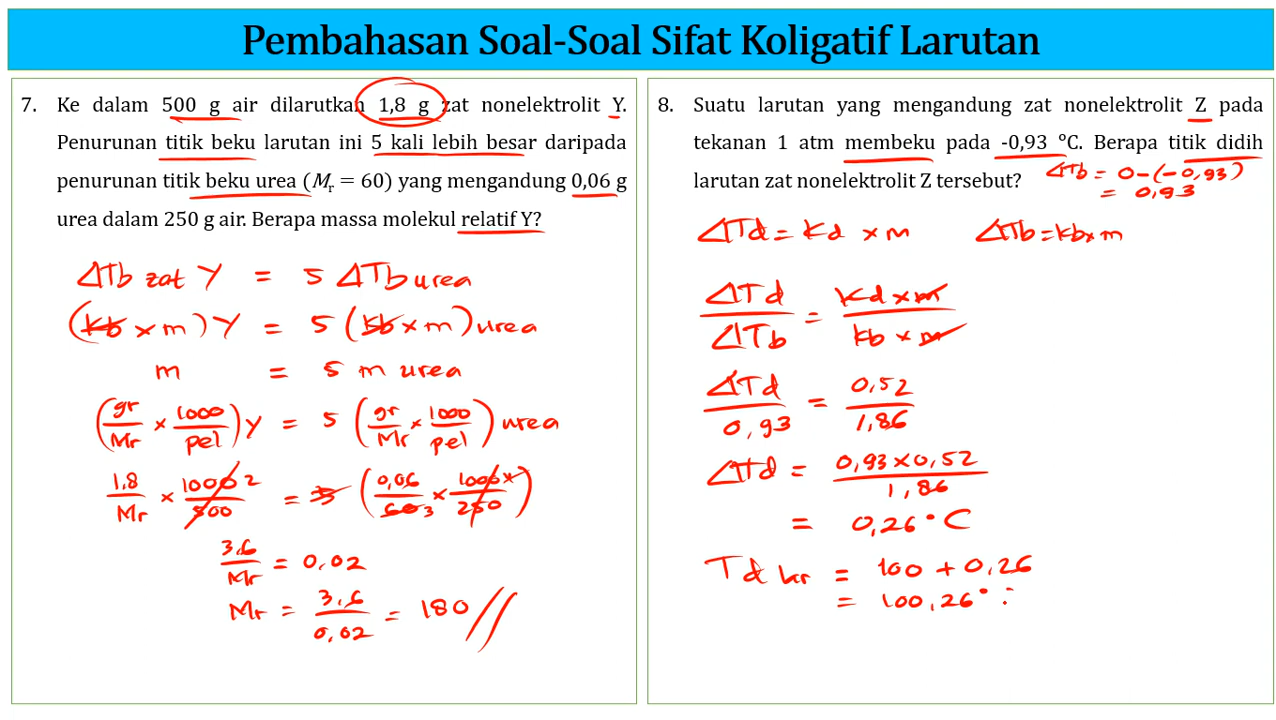 Pembahasan Soal-Soal Sifat Koligatif Larutan
7. Ke dalam 500 g air dilarutkan 1,8 g zat nonelektrolit Y.
Penurunan titik beku larutan ini 5 kali lebih besar daripada
penurunan titik beku urea (Mr = 60) yang mengandung 0,06 g
urea dalam 250 g air. Berapa massa molekul relatif Y?
ΔTb zat Y = 5 ΔTb urea
(kb × m) Y = 5 (kb × m) urea
m = 5 m urea
(gr/Mr × 1000/pel) Y = 5 (gr/Mr × 1000/pel) urea
1,8/Mr × 1000/500 2 = 5 (0,06/60 3 × 1000/250)
3,6/Mr = 0,02
Mr = 3,6/0,02 = 180 //
8. Suatu larutan yang mengandung zat nonelektrolit Z pada
tekanan 1 atm membeku pada -0,93 °C. Berapa titik didih
larutan zat nonelektrolit Z tersebut?
ΔTb = 0 - (-0,93)
= 0,93
ΔTd = Kd × m ΔTb = kb × m
ΔTd/ΔTb = Kd × m/kb × m
ΔTd/0,93 = 0,52/1,86
ΔTd = 0,93 × 0,52/1,86
= 0,26 °C
Td lar = 100 + 0,26
= 100,26°